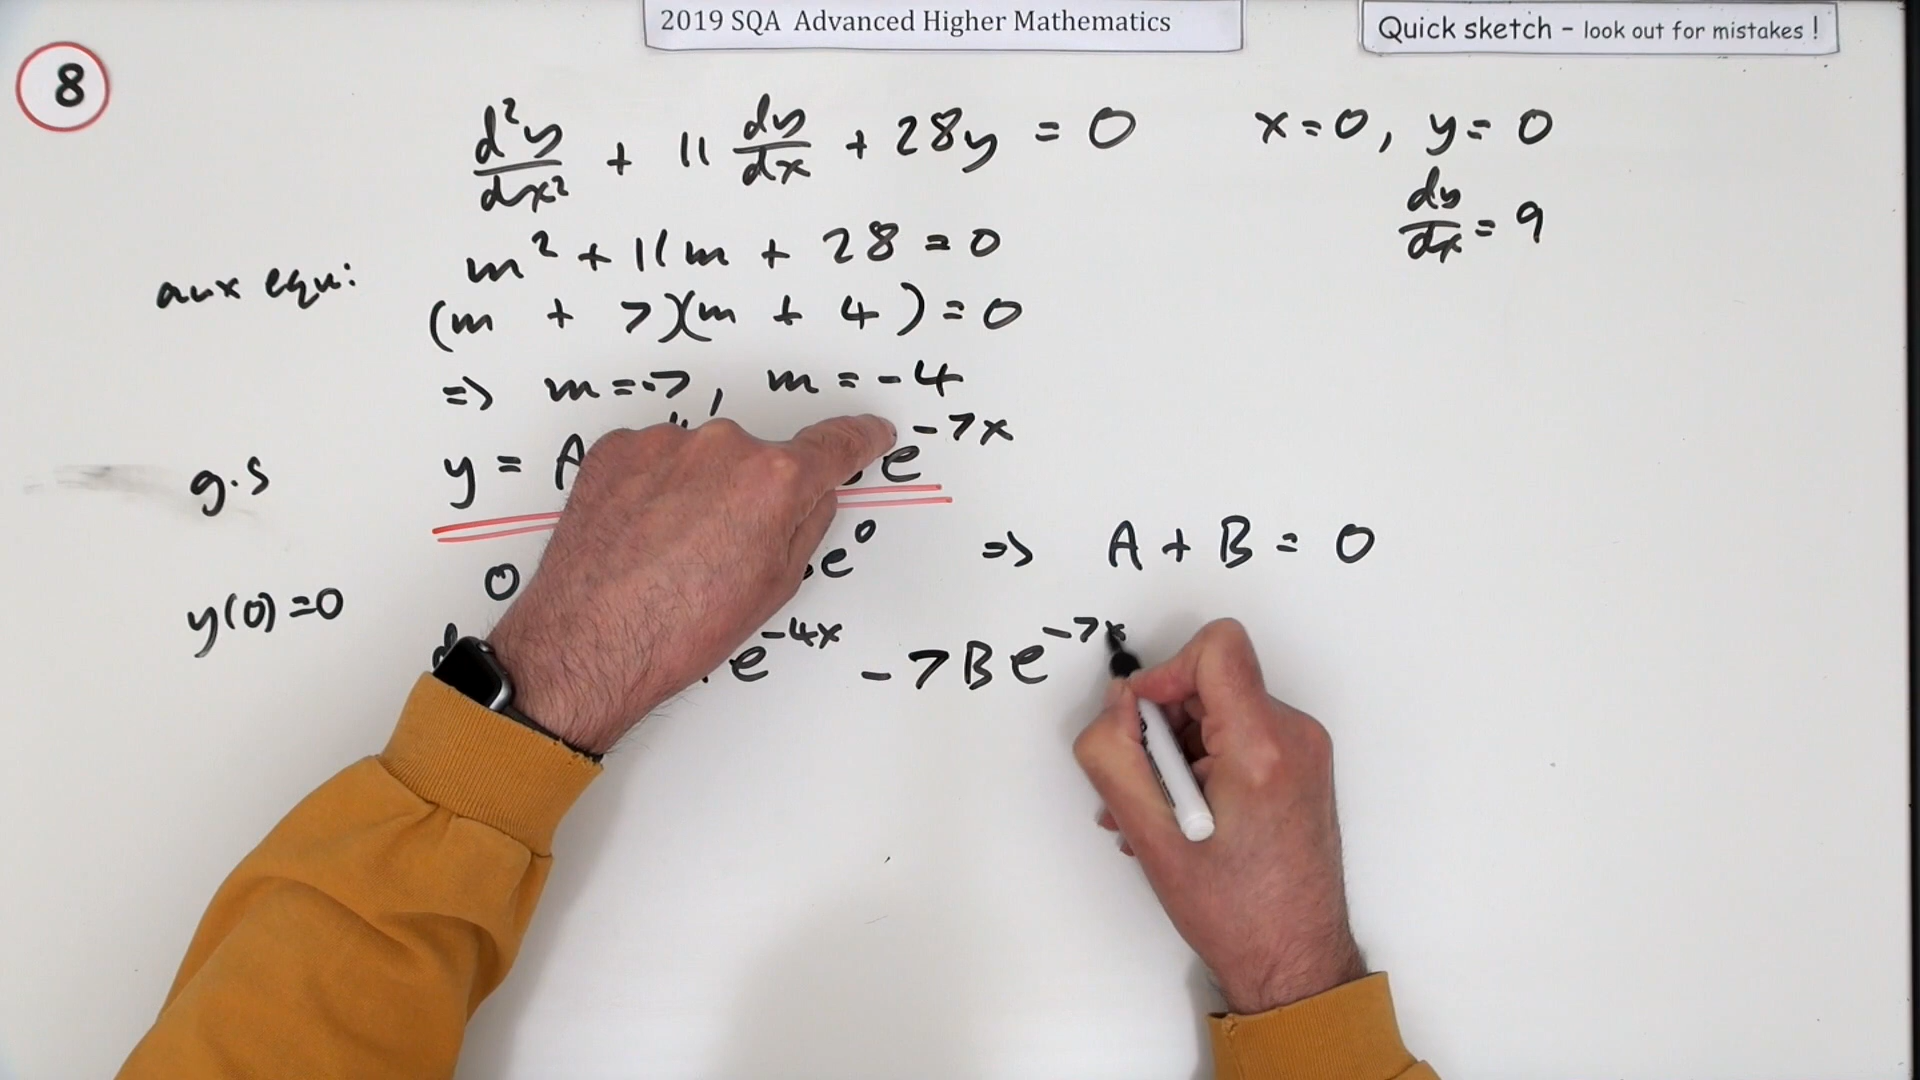 2019 SQA Advanced Higher Mathematics
Quick sketch - look out for mistakes !
8
d²y/dx² + 11 dy/dx + 28y = 0
x = 0, y = 0
dy/dx = 9
aux equ: m² + 11m + 28 = 0
(m + 7)(m + 4) = 0
=> m = -7, m = -4
g.s y = A e^-7x
y(0) = 0 0 e⁰ => A + B = 0
e^-4x - 7Be^-7x